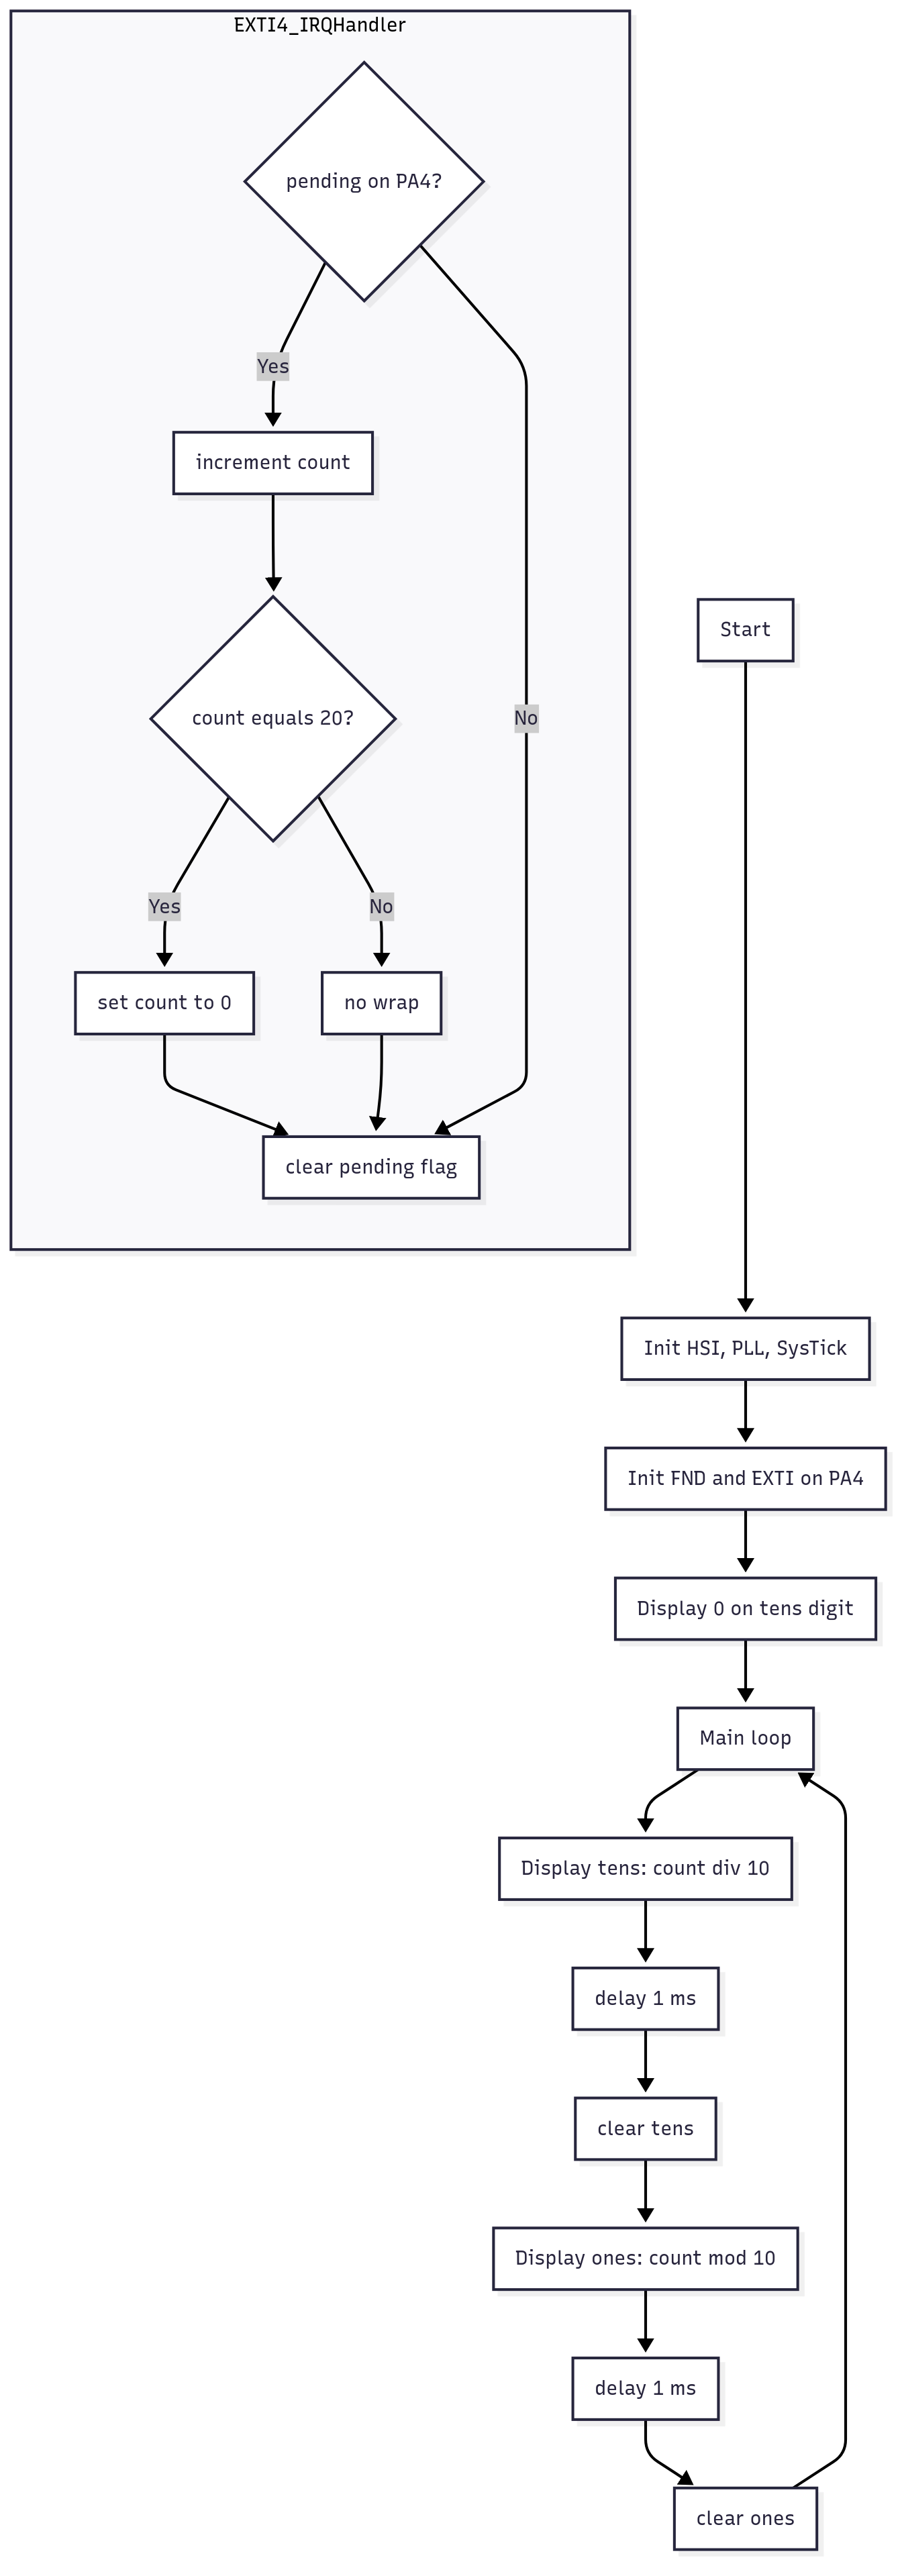 EXTI4_IRQHandler
pending on PA4?
Yes
increment count
count equals 20?
No
Yes
No
set count to 0
no wrap
clear pending flag
Start
Init HSI, PLL, SysTick
Init FND and EXTI on PA4
Display 0 on tens digit
Main loop
Display tens: count div 10
delay 1 ms
clear tens
Display ones: count mod 10
delay 1 ms
clear ones